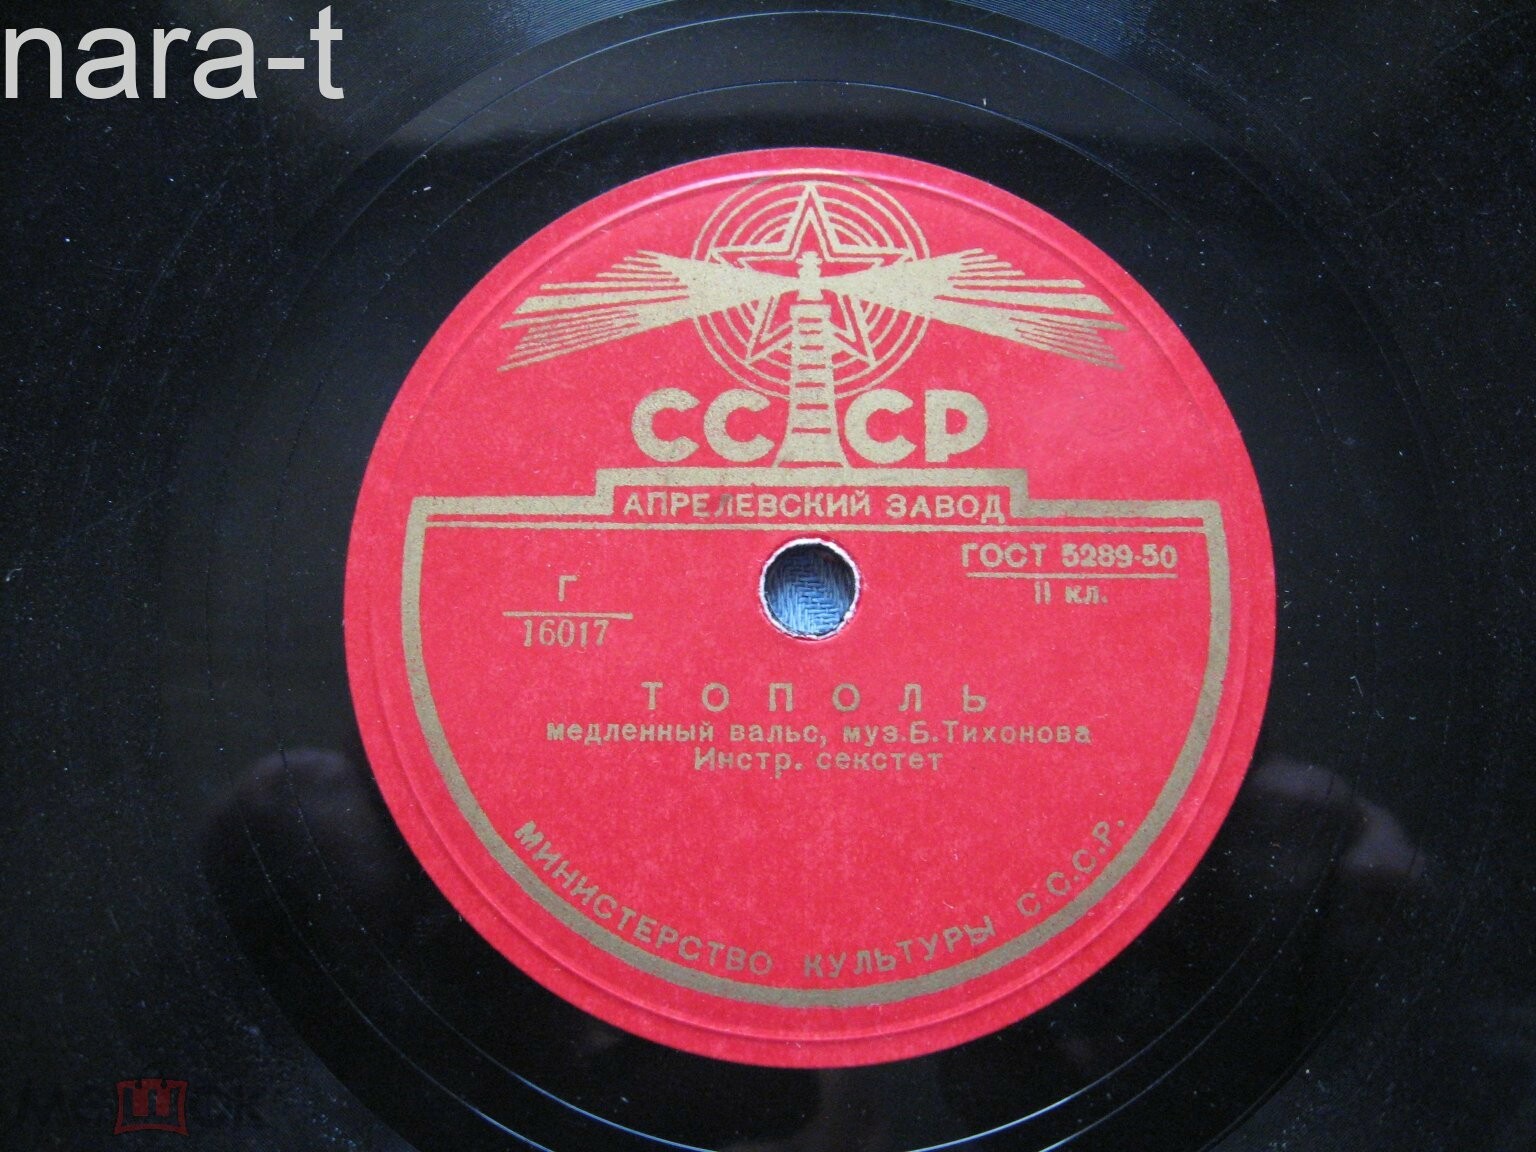 nara-t
СССР
АПРЕЛЕВСКИЙ ЗАВОД
ГОСТ 5289-50
II кл.
Г
16017
ТОПОЛЬ
медленный вальс, муз.Б.Тихонова
Инстр. секстет
МИНИСТЕРСТВО КУЛЬТУРЫ С.С.С.Р.